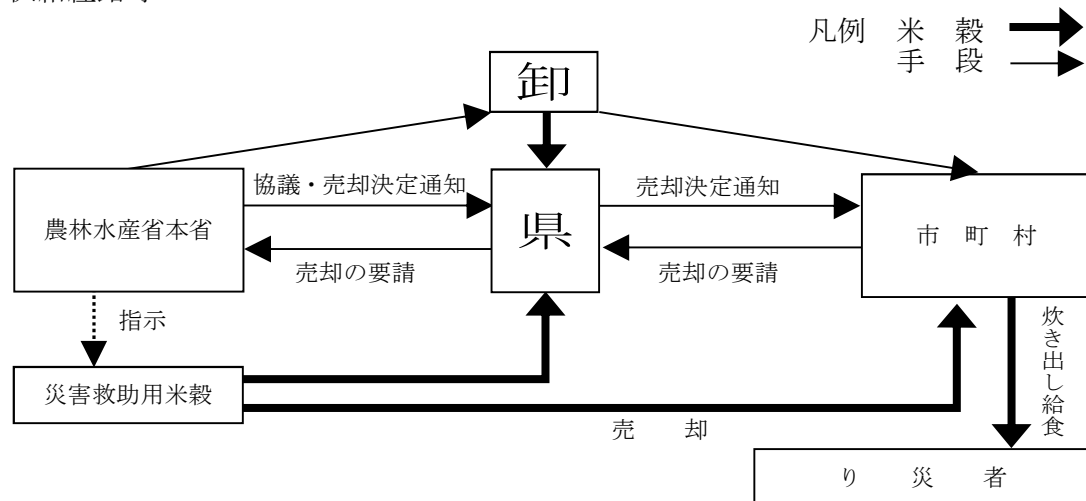 凡例　米　穀
手　段
卸
協議・売却決定通知
売却決定通知
農林水産省本省
県
市　町　村
売却の要請
売却の要請
指示
災害救助用米穀
炊き出し給食
売　　却
り　災　者